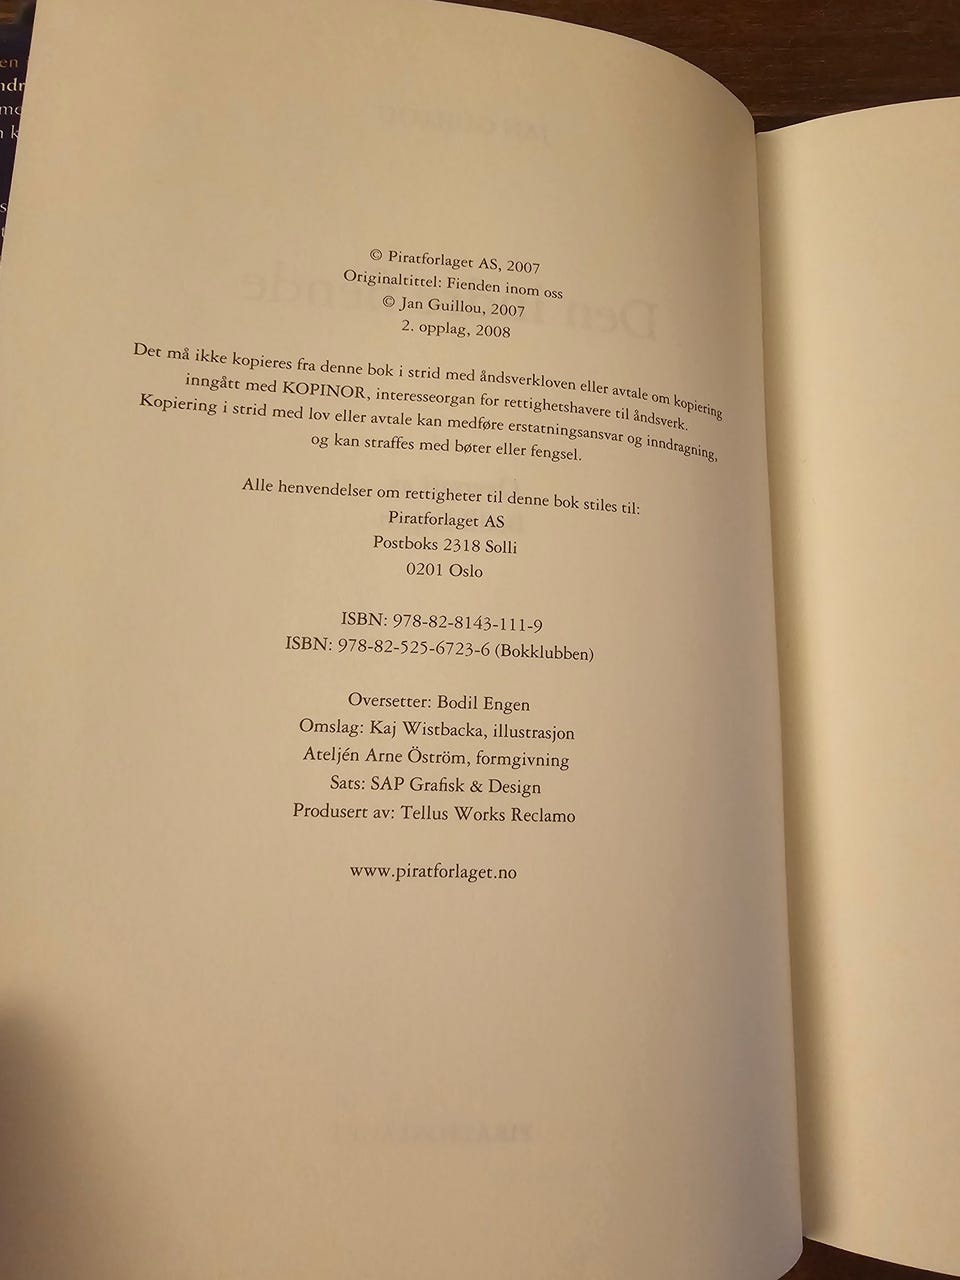 © Piratforlaget AS, 2007
Originaltittel: Fienden inom oss
© Jan Guillou, 2007
2. opplag, 2008
Det må ikke kopieres fra denne bok i strid med åndsverkloven eller avtale om kopiering
inngått med KOPINOR, interesseorgan for rettighetshavere til åndsverk.
Kopiering i strid med lov eller avtale kan medføre erstatningsansvar og inndragning,
og kan straffes med bøter eller fengsel.
Alle henvendelser om rettigheter til denne bok stiles til:
Piratforlaget AS
Postboks 2318 Solli
0201 Oslo
ISBN: 978-82-8143-111-9
ISBN: 978-82-525-6723-6 (Bokklubben)
Oversetter: Bodil Engen
Omslag: Kaj Wistbacka, illustrasjon
Ateljén Arne Öström, formgivning
Sats: SAP Grafisk & Design
Produsert av: Tellus Works Reclamo
www.piratforlaget.no